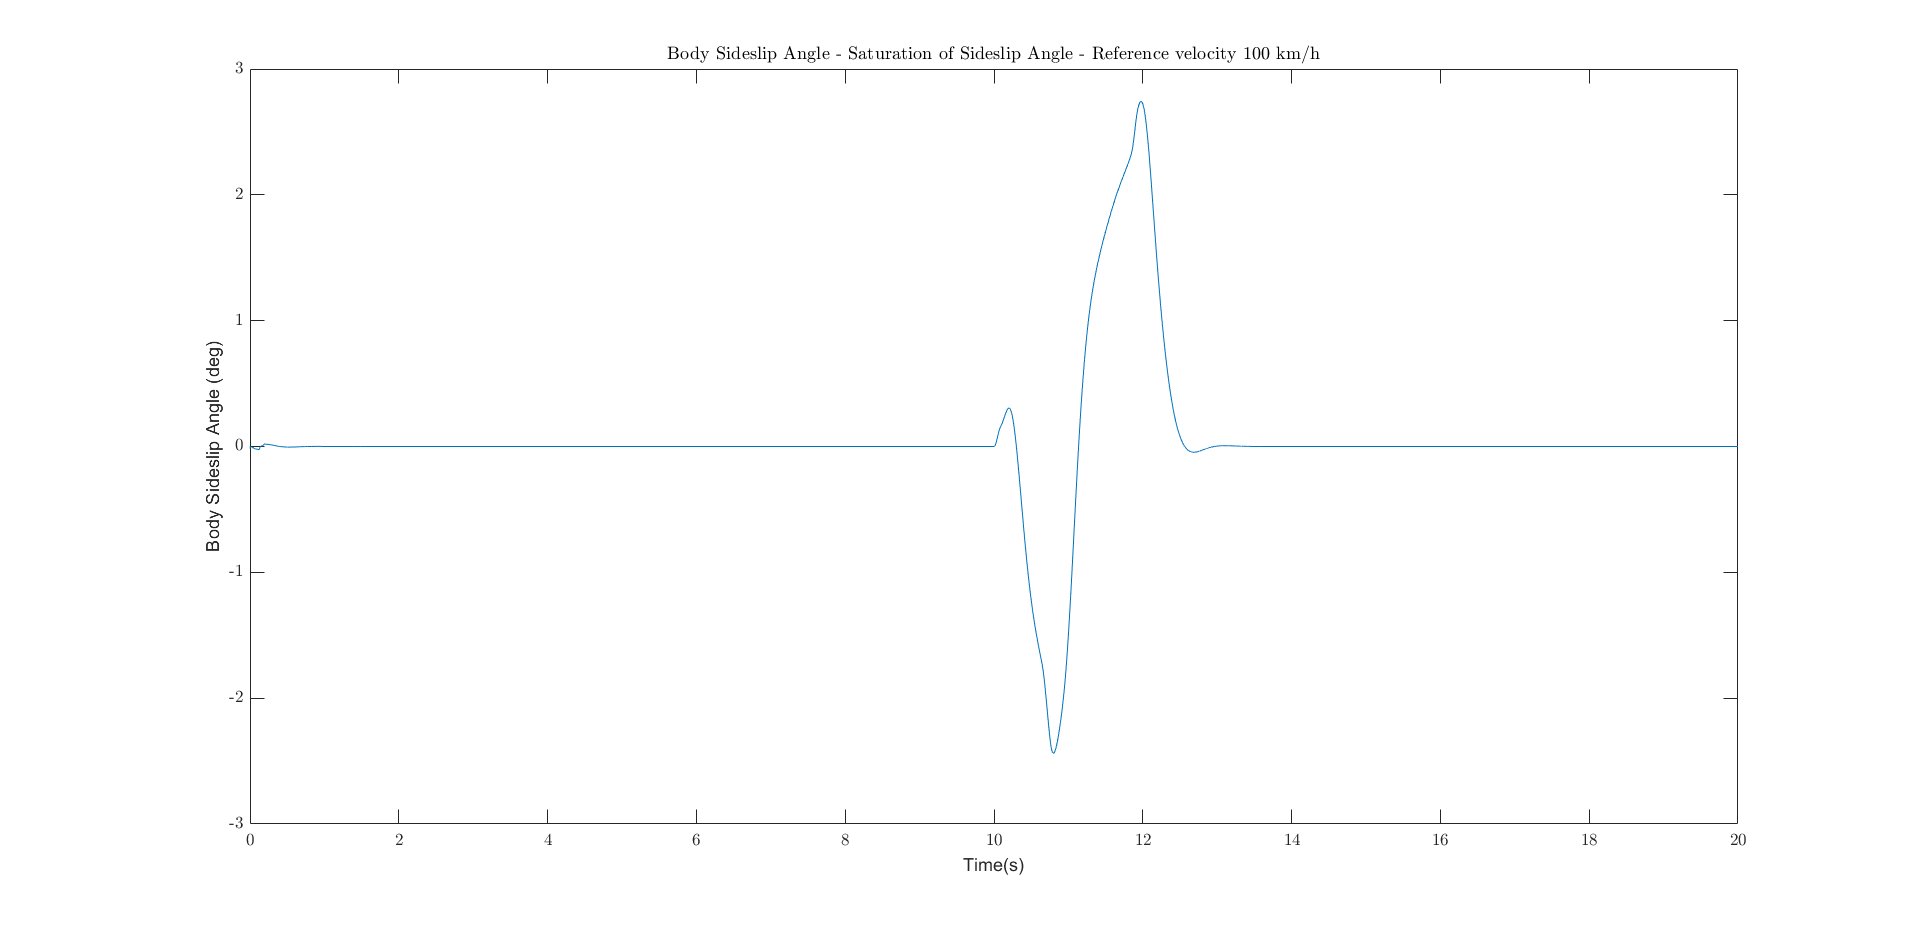 Body Sideslip Angle - Saturation of Sideslip Angle - Reference velocity 100 km/h
3
2
1
0
-1
-2
-3
Body Sideslip Angle (deg)
0 2 4 6 8 10 12 14 16 18 20
Time(s)